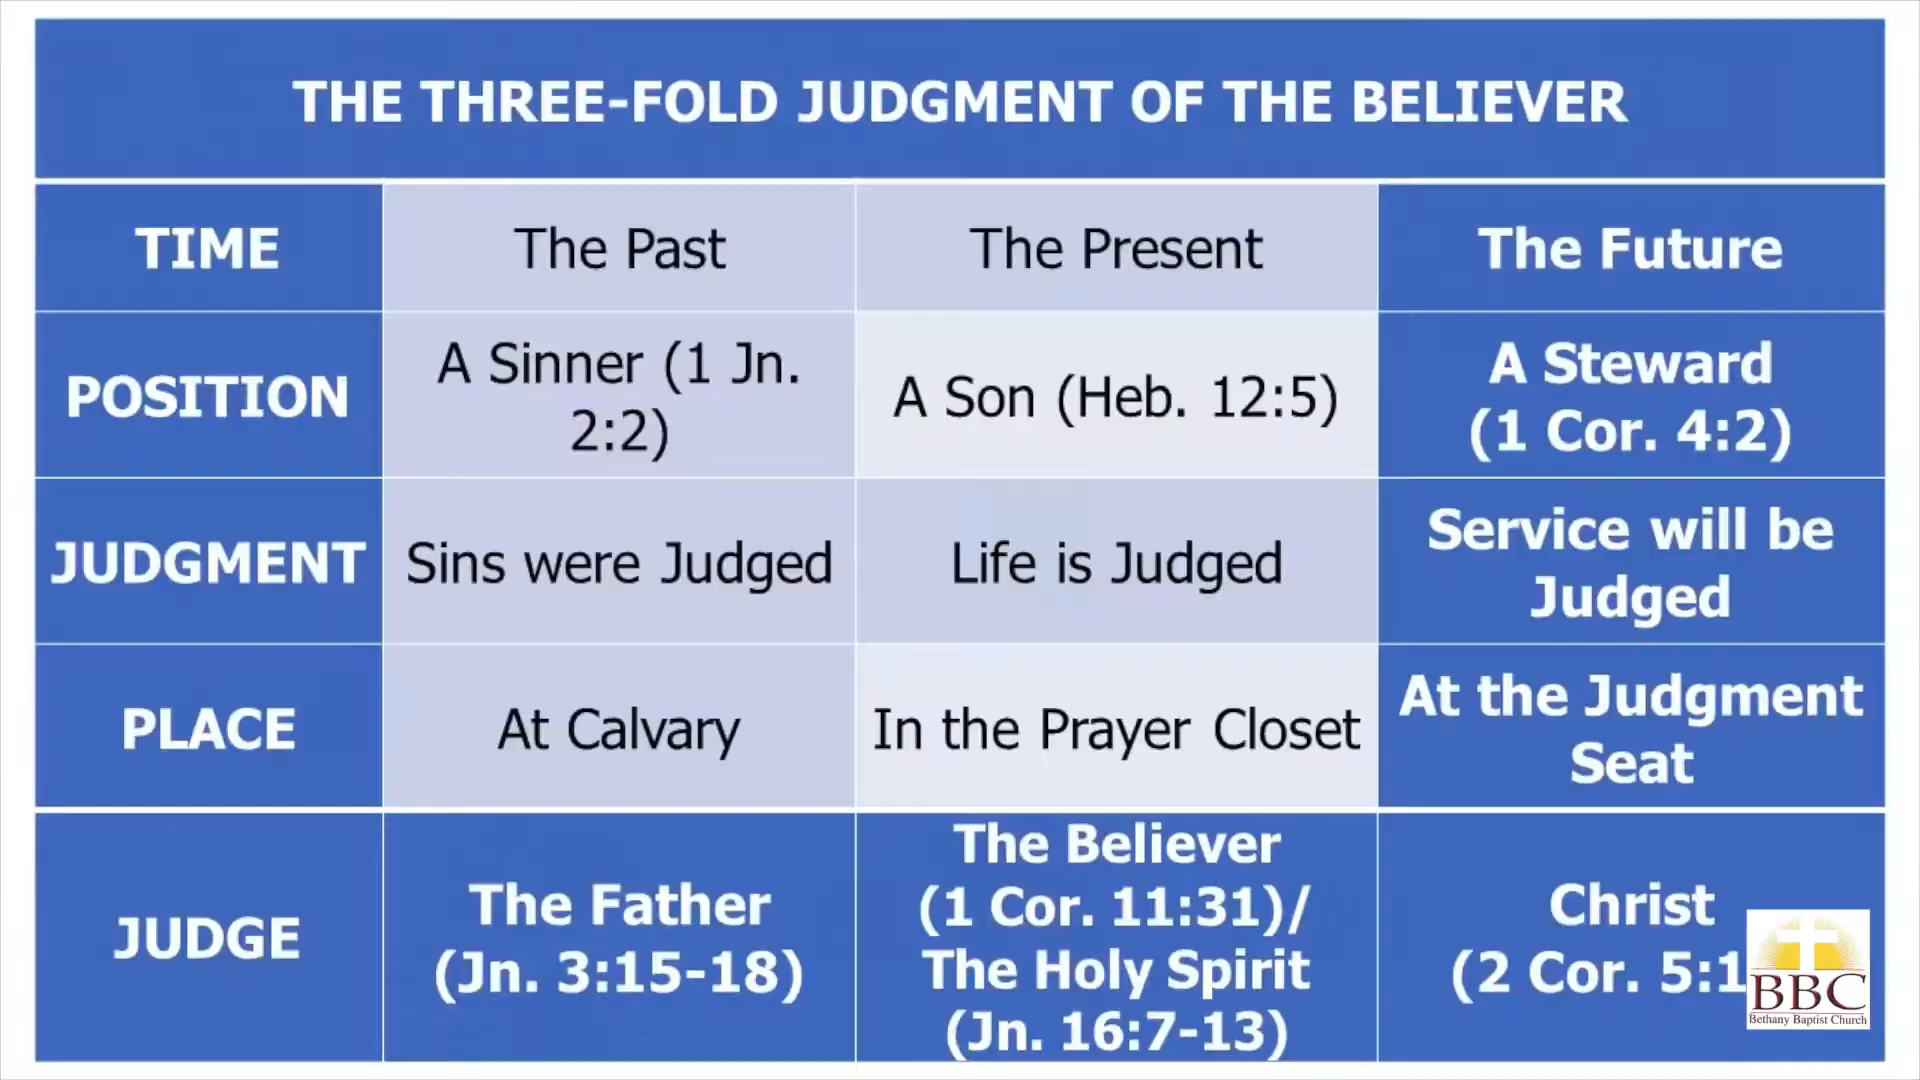 THE THREE-FOLD JUDGMENT OF THE BELIEVER
TIME
The Past
The Present
The Future
POSITION
A Sinner (1 Jn.
2:2)
A Son (Heb. 12:5)
A Steward
(1 Cor. 4:2)
JUDGMENT
Sins were Judged
Life is Judged
Service will be
Judged
PLACE
At Calvary
In the Prayer Closet
At the Judgment
Seat
JUDGE
The Father
(Jn. 3:15-18)
The Believer
(1 Cor. 11:31)/
The Holy Spirit
(Jn. 16:7-13)
Christ
(2 Cor. 5:1
BBC
Bethany Baptist Church